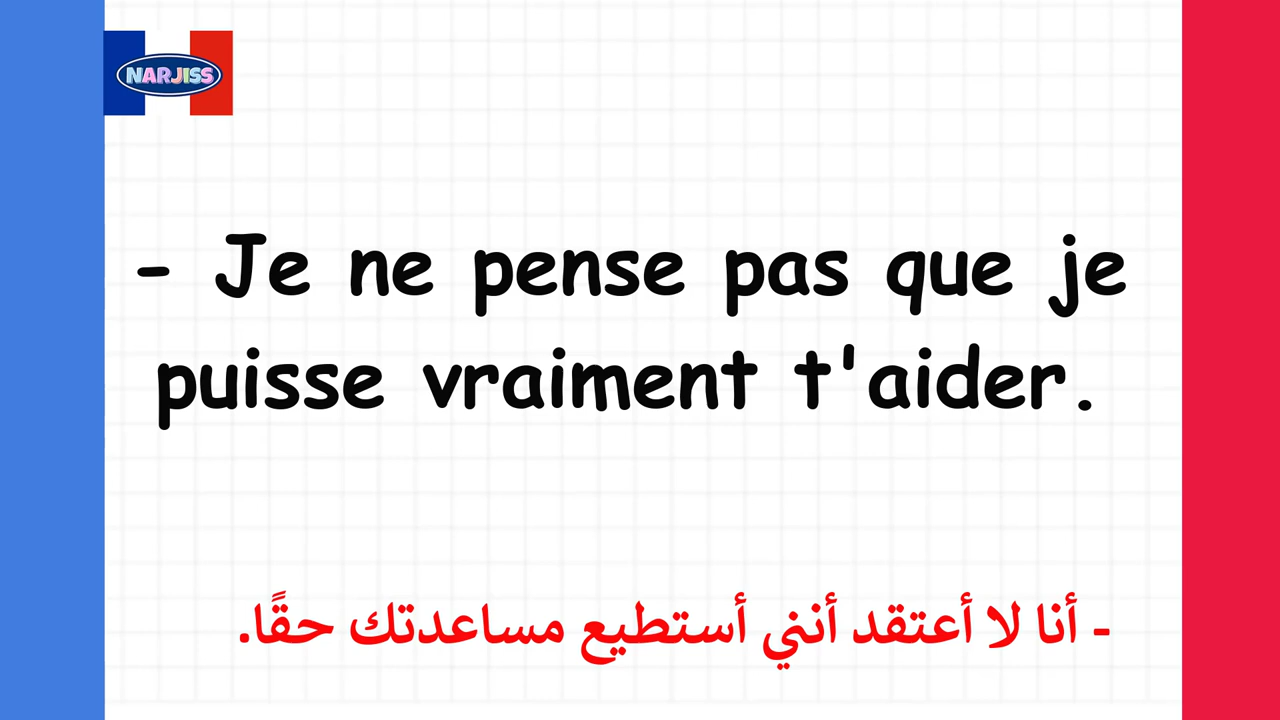 NARJISS
- Je ne pense pas que je
puisse vraiment t'aider.
- أنا لا أعتقد أنني أستطيع مساعدتك حقًا.